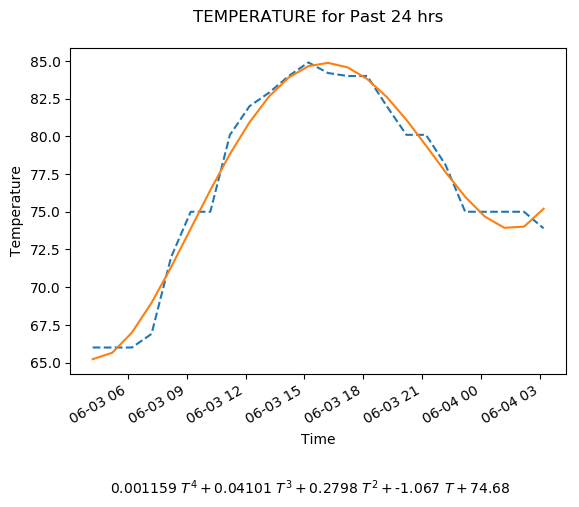 TEMPERATURE for Past 24 hrs
85.0
82.5
80.0
77.5
75.0
72.5
70.0
67.5
65.0
Temperature
06-03 06 06-03 09 06-03 12 06-03 15 06-03 18 06-03 21 06-04 00 06-04 03
Time
0.001159 T⁴ + 0.04101 T³ + 0.2798 T² + -1.067 T + 74.68